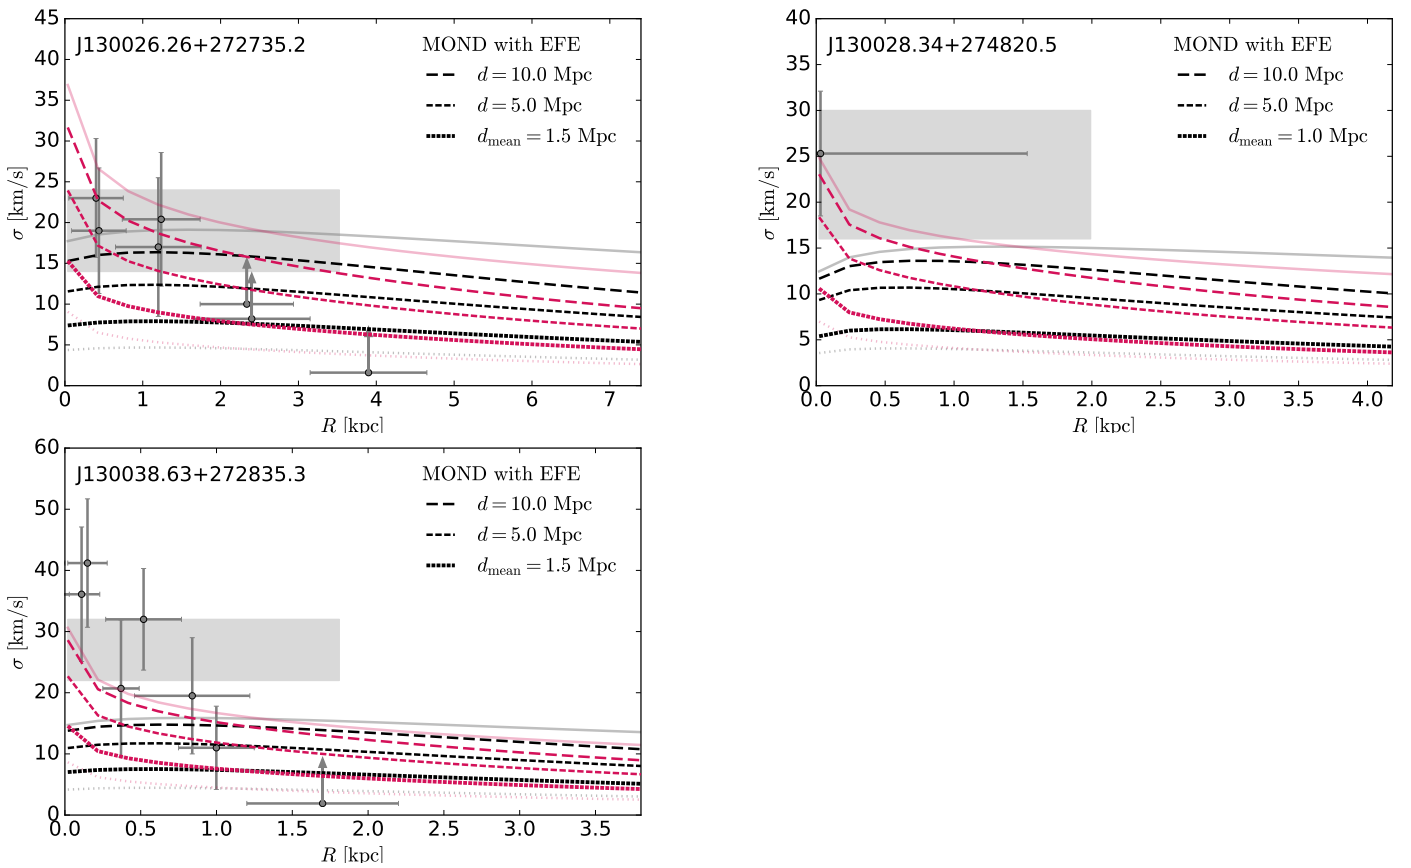 45
40
35
30
25
20
15
10
5
0
σ [km/s]
J130026.26+272735.2
MOND with EFE
d = 10.0 Mpc
d = 5.0 Mpc
d_mean = 1.5 Mpc
0 1 2 3 4 5 6 7
R [kpc]
40
35
30
25
20
15
10
5
0
σ [km/s]
J130028.34+274820.5
MOND with EFE
d = 10.0 Mpc
d = 5.0 Mpc
d_mean = 1.0 Mpc
0.0 0.5 1.0 1.5 2.0 2.5 3.0 3.5 4.0
R [kpc]
60
50
40
30
20
10
0
σ [km/s]
J130038.63+272835.3
MOND with EFE
d = 10.0 Mpc
d = 5.0 Mpc
d_mean = 1.5 Mpc
0.0 0.5 1.0 1.5 2.0 2.5 3.0 3.5
R [kpc]